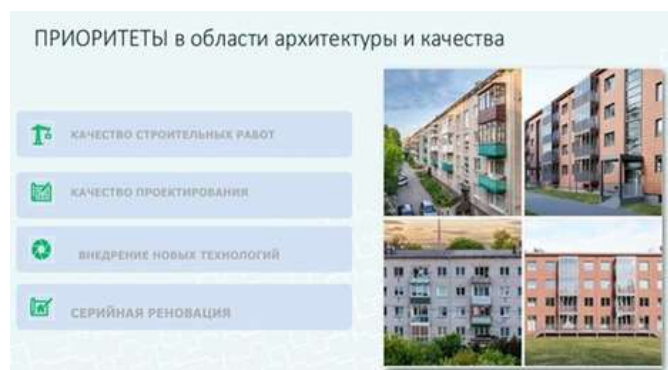 ПРИОРИТЕТЫ в области архитектуры и качества
КАЧЕСТВО СТРОИТЕЛЬНЫХ РАБОТ
КАЧЕСТВО ПРОЕКТИРОВАНИЯ
ВНЕДРЕНИЕ НОВЫХ ТЕХНОЛОГИЙ
СЕРИЙНАЯ РЕНОВАЦИЯ